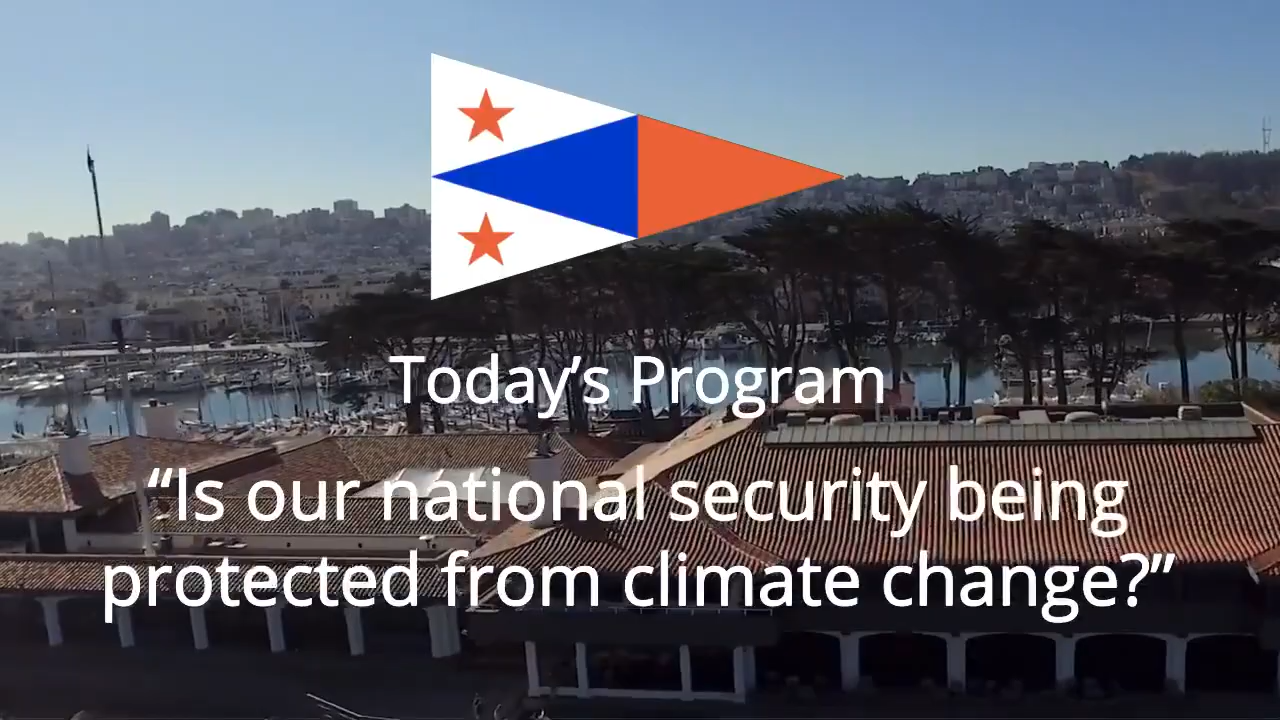 Today’s Program
“Is our national security being
protected from climate change?”